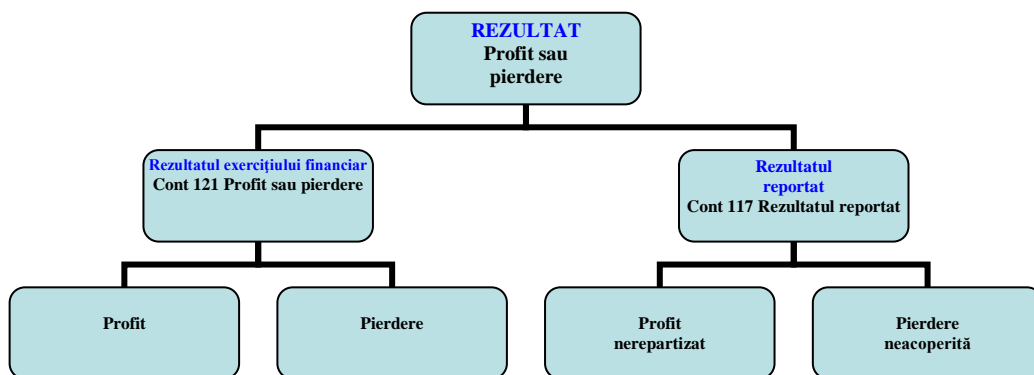 REZULTAT
Profit sau
pierdere
Rezultatul exerciţiului financiar
Cont 121 Profit sau pierdere
Rezultatul
reportat
Cont 117 Rezultatul reportat
Profit
Pierdere
Profit
nerepartizat
Pierdere
neacoperită